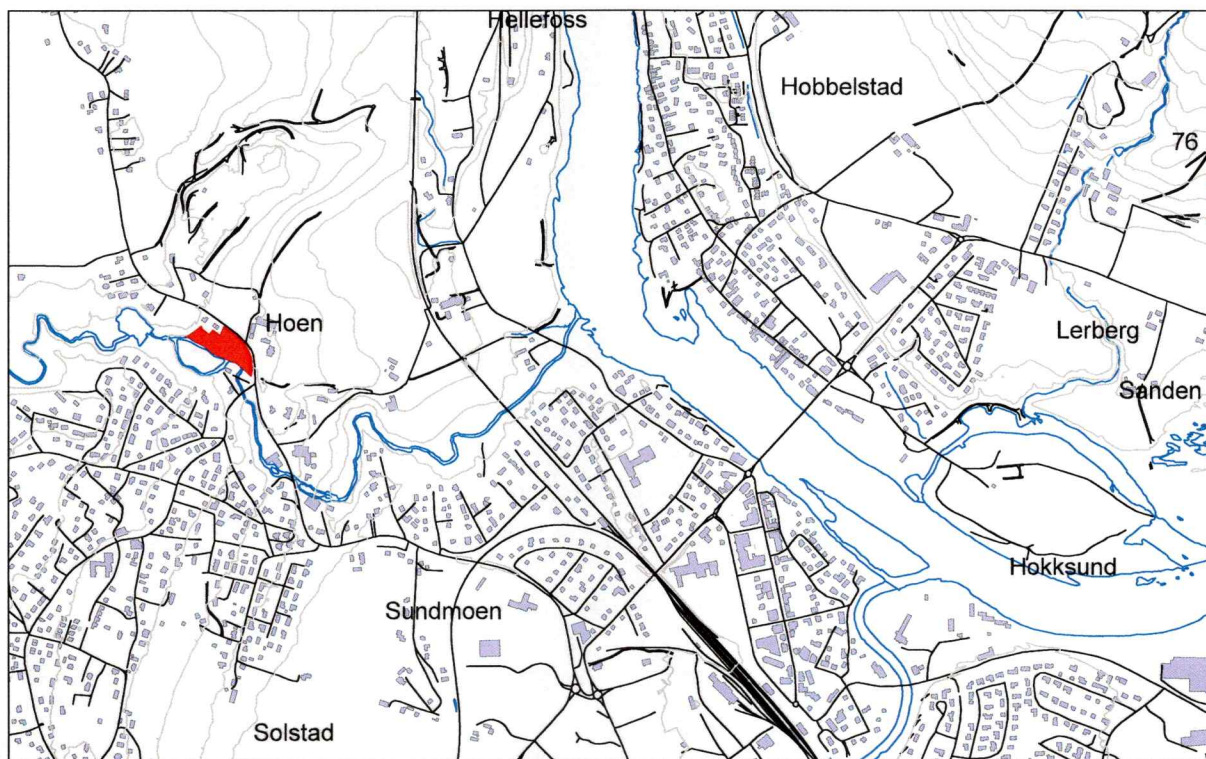 Hellefoss
Hobbelstad
76
Hoen
Lerberg
Sanden
Hokksund
Sundmoen
Solstad